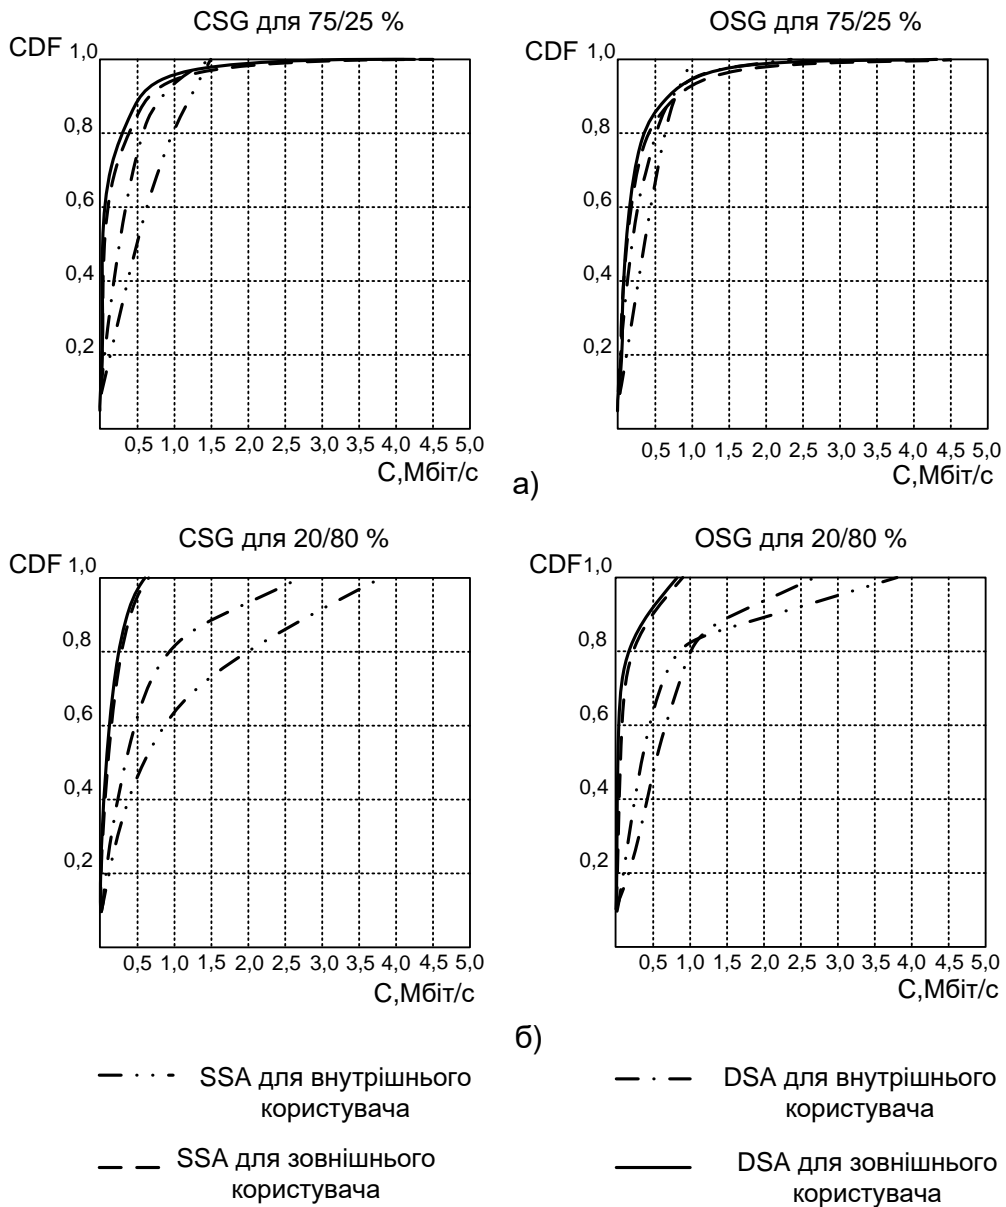 CSG для 75/25 %
OSG для 75/25 %
CDF 1,0
0,8
0,6
0,4
0,2
0,5 1,0 1,5 2,0 2,5 3,0 3,5 4,0 4,5 5,0
С,Мбіт/с
CDF 1,0
0,8
0,6
0,4
0,2
0,5 1,0 1,5 2,0 2,5 3,0 3,5 4,0 4,5 5,0
С,Мбіт/с
а)
CSG для 20/80 %
OSG для 20/80 %
CDF 1,0
0,8
0,6
0,4
0,2
0,5 1,0 1,5 2,0 2,5 3,0 3,5 4,0 4,5 5,0
С,Мбіт/с
CDF 1,0
0,8
0,6
0,4
0,2
0,5 1,0 1,5 2,0 2,5 3,0 3,5 4,0 4,5 5,0
С,Мбіт/с
б)
SSA для внутрішнього
користувача
DSA для внутрішнього
користувача
SSA для зовнішнього
користувача
DSA для зовнішнього
користувача